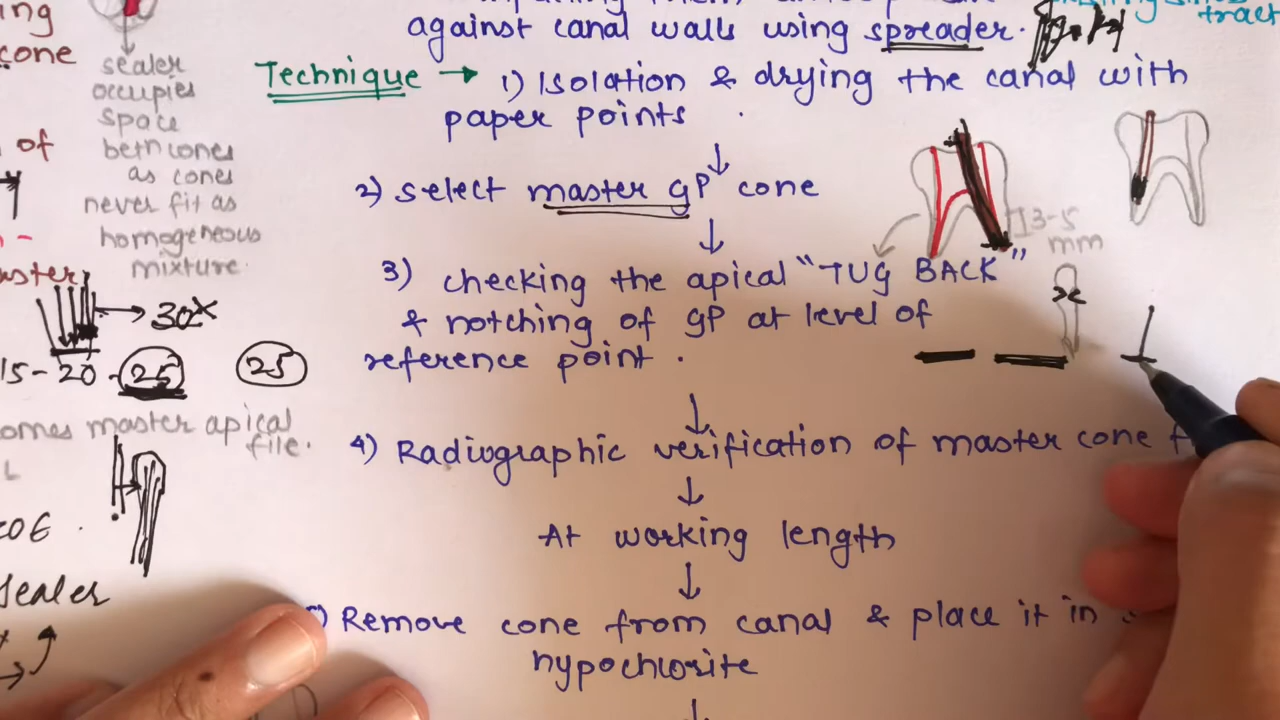 ing
cone
sealer
occupies
space
betn cones
as cones
never fit as
homogeneous
mixture.
of
15-20-25
25
30
omes master apical
file.
sealer
against canal walls using spreader.
tract
Technique → 1) Isolation & drying the canal with
paper points .
↓
2) select master GP cone
↓
3) checking the apical "TUG BACK"
& notching of GP at level of
reference point .
↓
4) Radiographic verification of master cone f
↓
At working length
↓
Remove cone from canal & place it in
hypochlorite
↓
3-5
mm